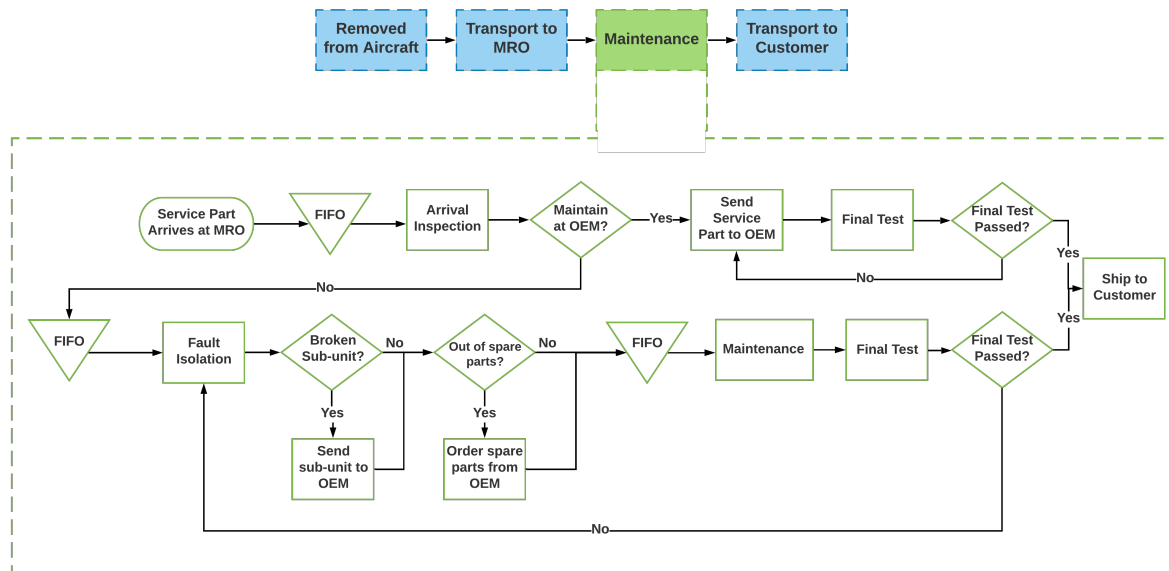 Removed
from Aircraft
Transport to
MRO
Maintenance
Transport to
Customer
Service Part
Arrives at MRO
FIFO
Arrival
Inspection
Maintain
at OEM?
Yes
Send
Service
Part to OEM
Final Test
Final Test
Passed?
Yes
No
No
Ship to
Customer
Yes
FIFO
Fault
Isolation
Broken
Sub-unit?
No
Out of spare
parts?
No
FIFO
Maintenance
Final Test
Final Test
Passed?
Yes
Yes
Send
sub-unit to
OEM
Order spare
parts from
OEM
No